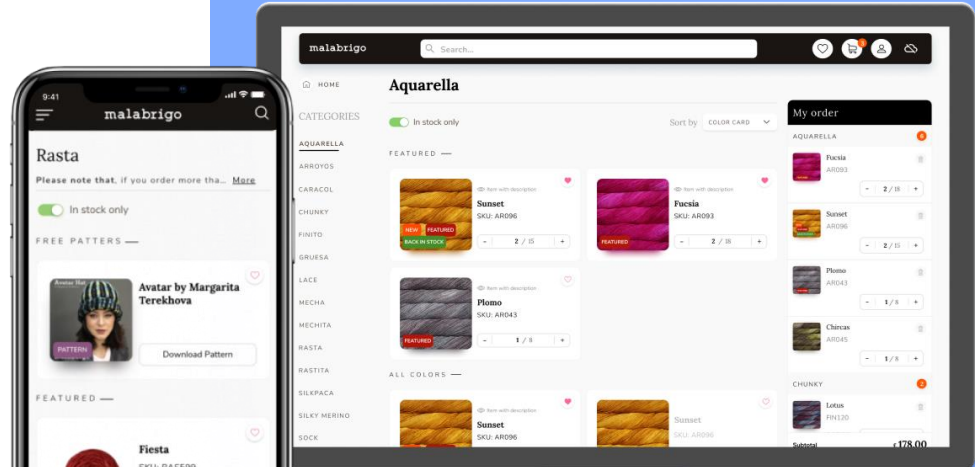 9:41
malabrigo
Rasta
Please note that, if you order more tha… More
In stock only
FREE PATTERS
Avatar Hat
Avatar by Margarita
Terekhova
PATTERN
Download Pattern
FEATURED
Fiesta
malabrigo
Search...
3
HOME
CATEGORIES
AQUARELLA
ARROYOS
CARACOL
CHUNKY
FINITO
GRUESA
LACE
MECHA
MECHITA
RASTA
RASTITA
SILKPACA
SILKY MERINO
SOCK
Aquarella
In stock only
Sort by COLOR CARD
FEATURED
Item with description
Sunset
SKU: AR096
NEW FEATURED
BACK IN STOCK
- 2 / 15 +
Item with description
Fucsia
SKU: AR093
FEATURED
- 2 / 18 +
Item with description
Plomo
SKU: AR043
FEATURED
- 1 / 8 +
ALL COLORS
Item with description
Sunset
SKU: AR096
Sunset
SKU: AR096
My order
AQUARELLA 6
Fucsia
AR093
- 2 / 18 +
Sunset
AR096
- 2 / 15 +
Plomo
AR043
- 1 / 8 +
Chircas
AR045
- 1 / 8 +
CHUNKY 2
Lotus
FIN120
Subtotal € 178.00